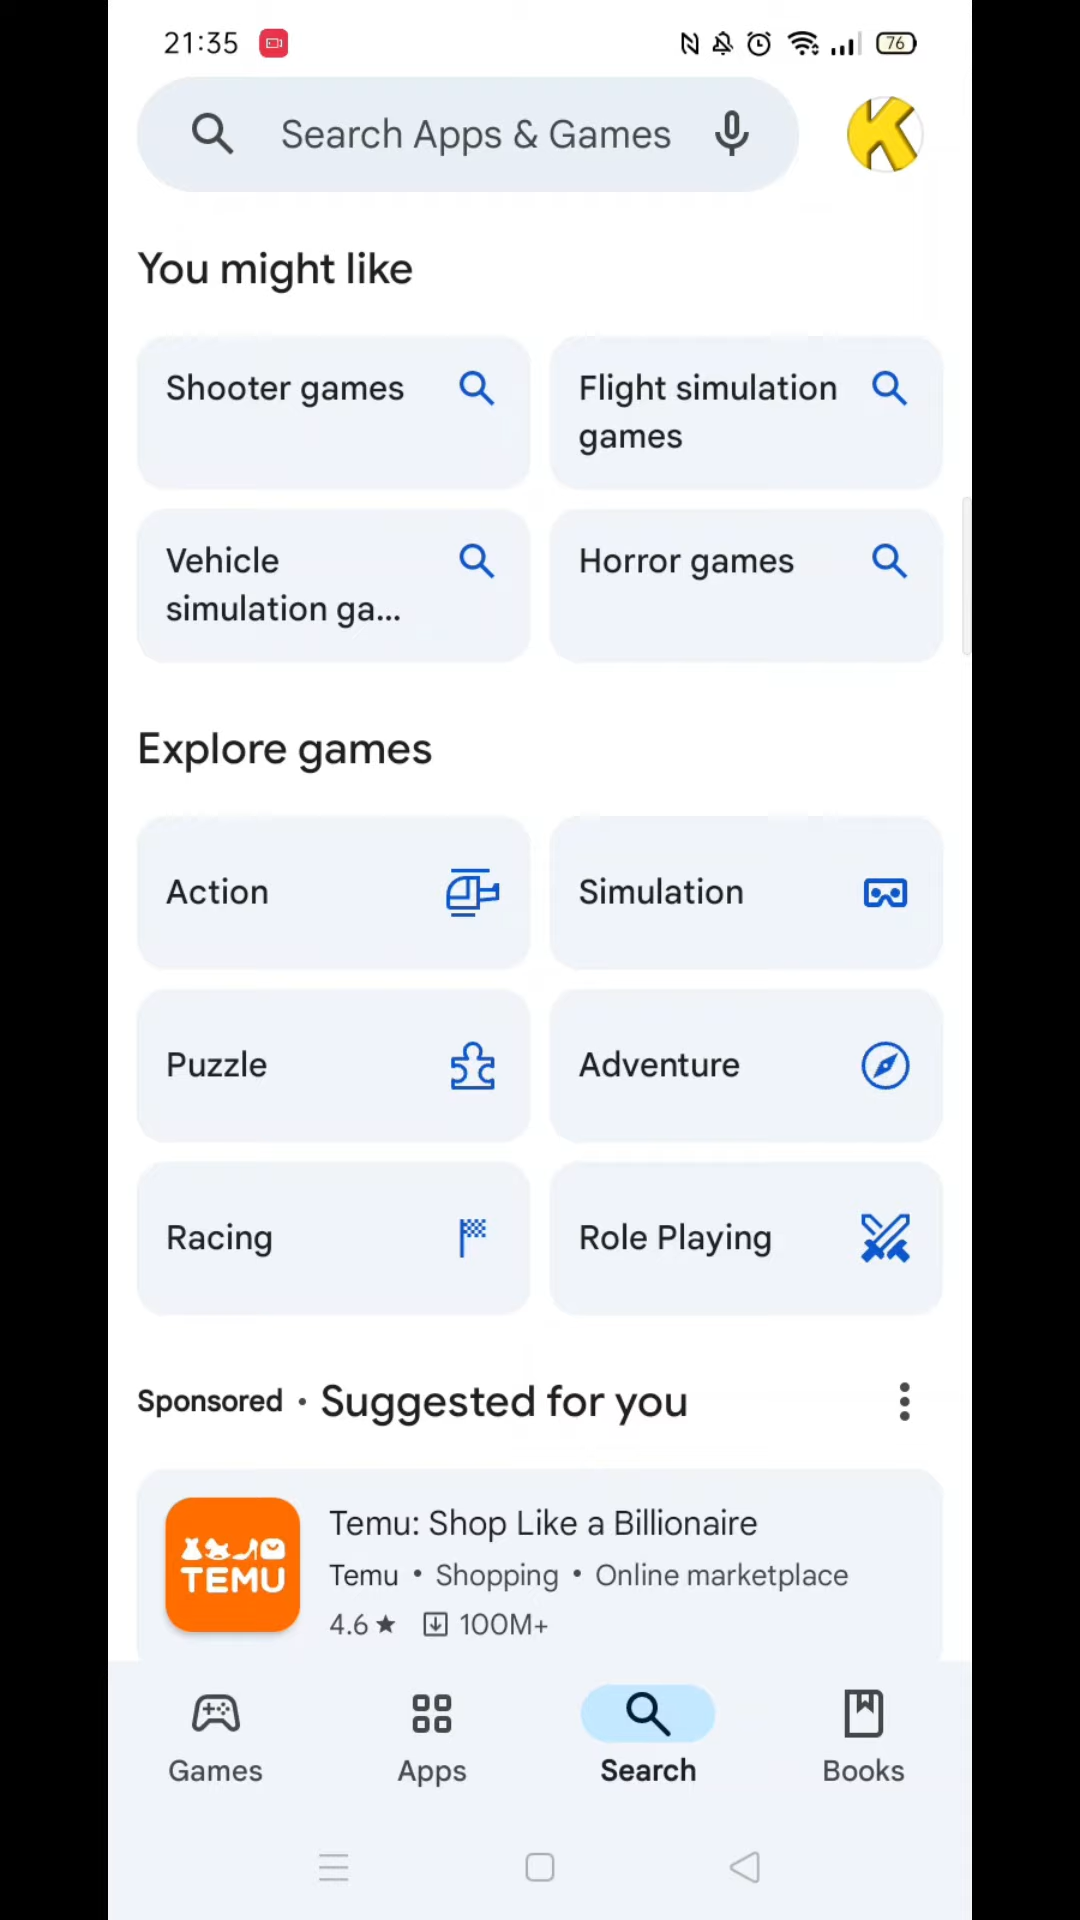 21:35
76
Search Apps & Games
K
You might like
Shooter games
Flight simulation
games
Vehicle
simulation ga...
Horror games
Explore games
Action
Simulation
Puzzle
Adventure
Racing
Role Playing
Sponsored • Suggested for you
TEMU
Temu: Shop Like a Billionaire
Temu • Shopping • Online marketplace
4.6★ 100M+
Games
Apps
Search
Books